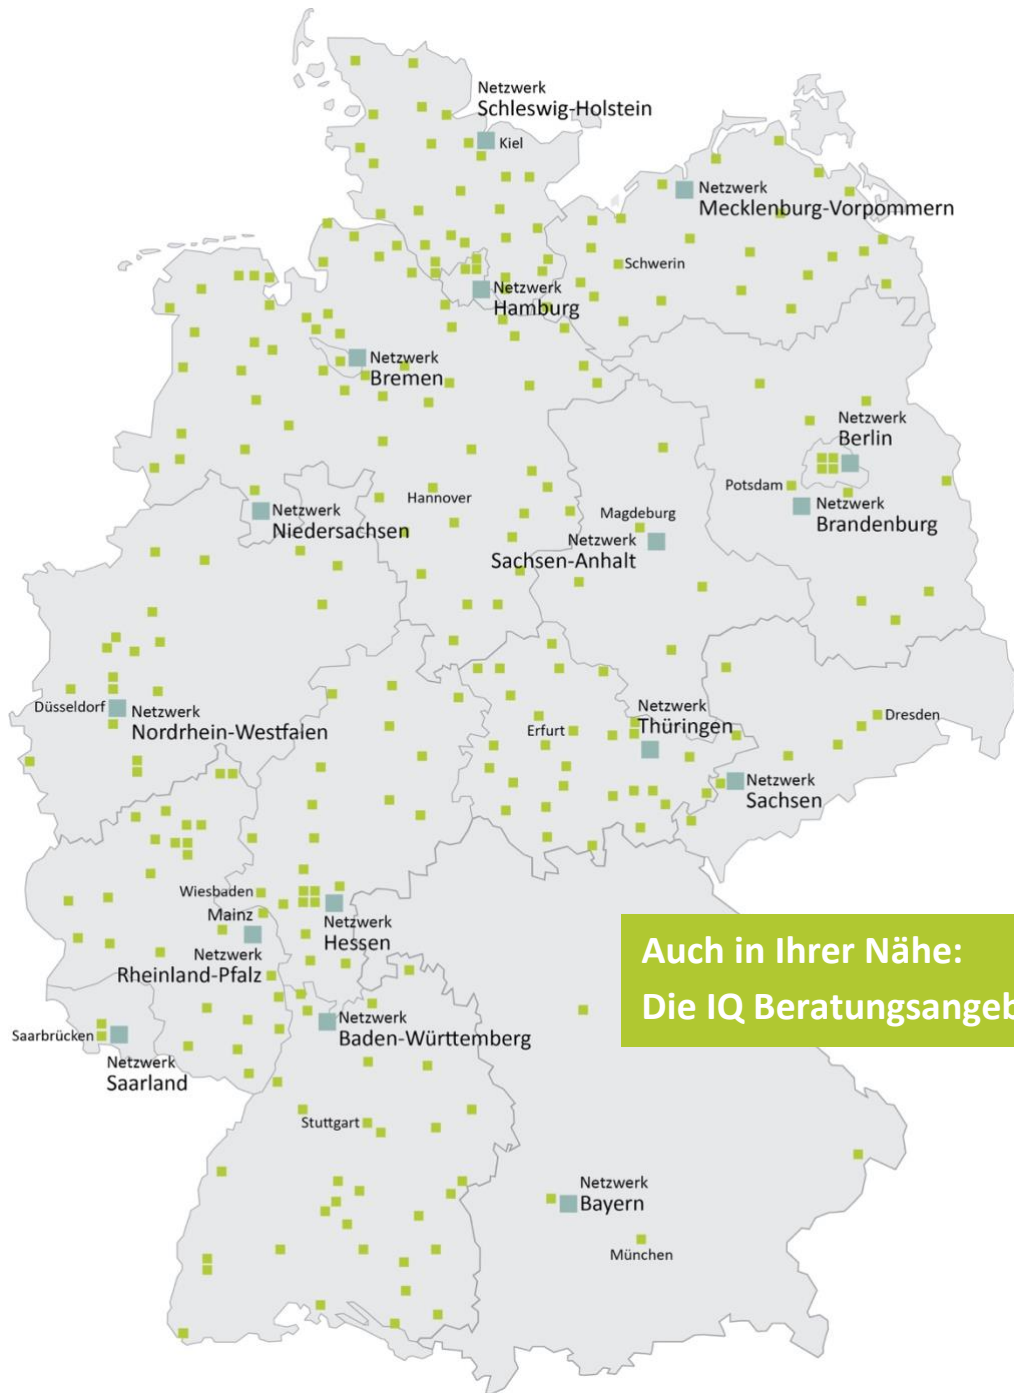 Netzwerk
Schleswig-Holstein
Kiel
Netzwerk
Mecklenburg-Vorpommern
Schwerin
Netzwerk
Hamburg
Netzwerk
Bremen
Netzwerk
Berlin
Potsdam
Netzwerk
Brandenburg
Hannover
Netzwerk
Niedersachsen
Magdeburg
Netzwerk
Sachsen-Anhalt
Düsseldorf
Netzwerk
Nordrhein-Westfalen
Erfurt
Netzwerk
Thüringen
Dresden
Netzwerk
Sachsen
Wiesbaden
Mainz
Netzwerk
Rheinland-Pfalz
Netzwerk
Hessen
Auch in Ihrer Nähe:
Die IQ Beratungsangeb
Saarbrücken
Netzwerk
Saarland
Netzwerk
Baden-Württemberg
Stuttgart
Netzwerk
Bayern
München